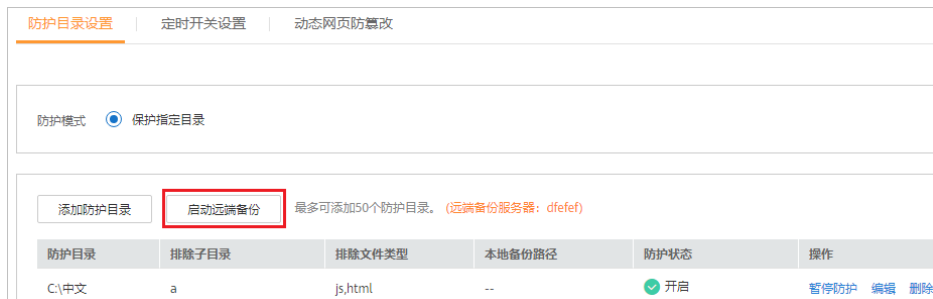 防护目录设置 定时开关设置 动态网页防篡改
防护模式 保护指定目录
添加防护目录 启动远端备份 最多可添加50个防护目录。 (远端备份服务器：dfefef)
防护目录 排除子目录 排除文件类型 本地备份路径 防护状态 操作
C:\中文 a js,html -- 开启 暂停防护 编辑 删除